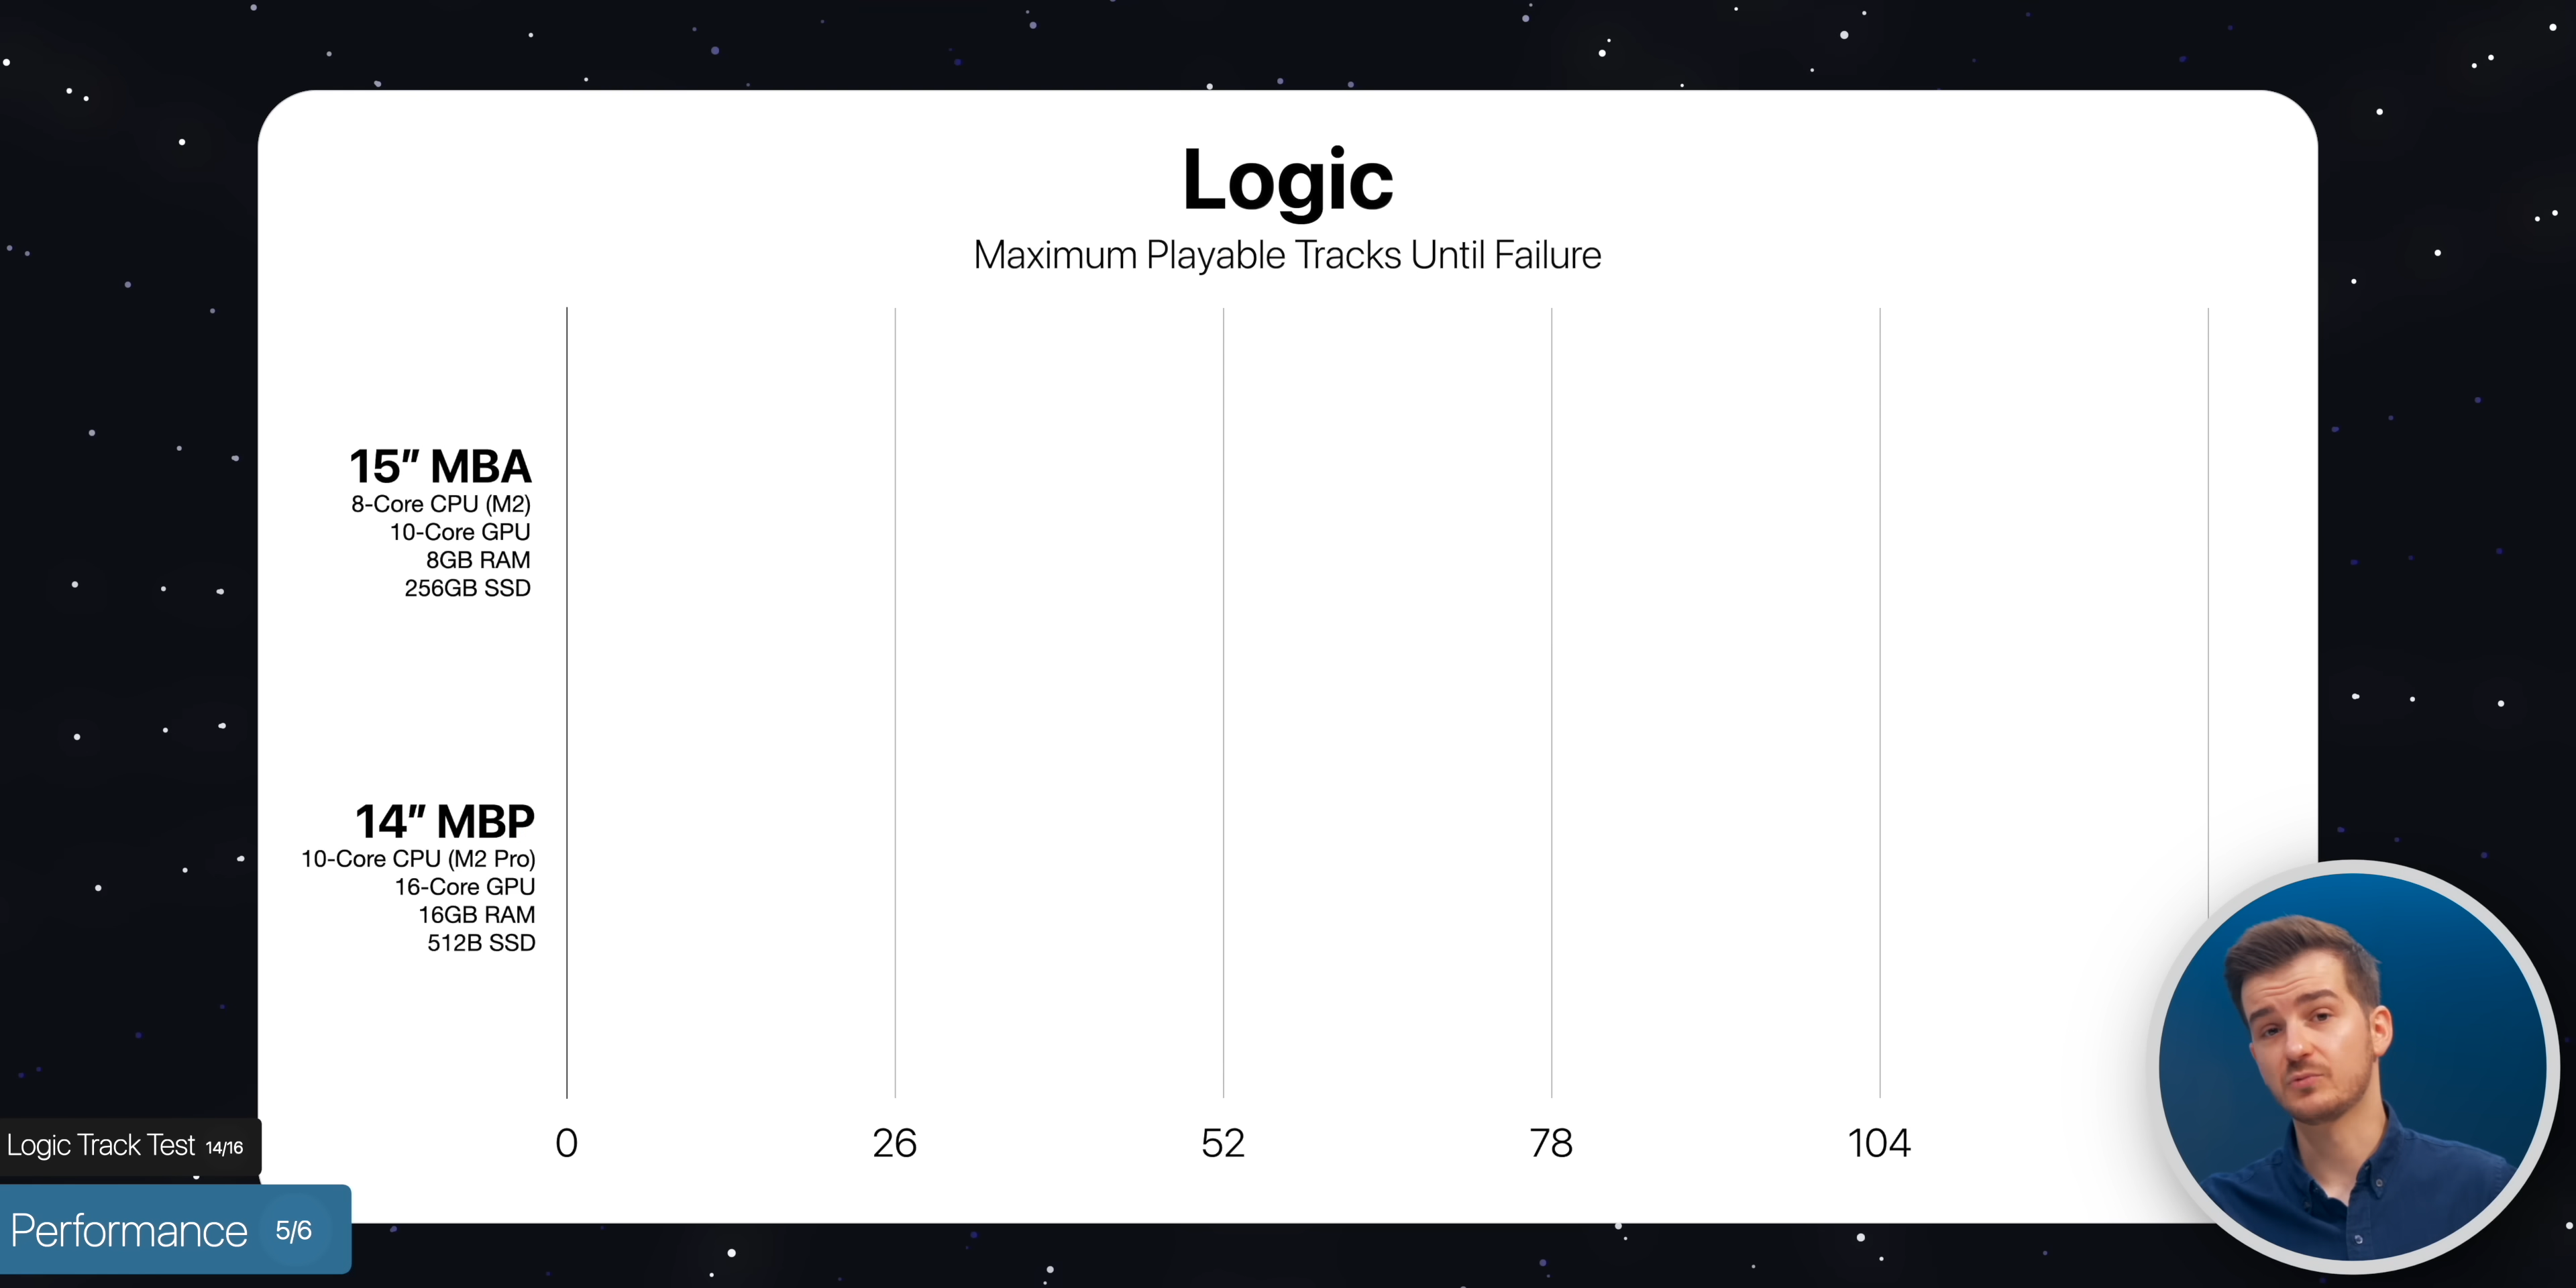 Logic
Maximum Playable Tracks Until Failure
15″ MBA
8-Core CPU (M2)
10-Core GPU
8GB RAM
256GB SSD
14″ MBP
10-Core CPU (M2 Pro)
16-Core GPU
16GB RAM
512B SSD
0 26 52 78 104
Logic Track Test 14/16
Performance 5/6